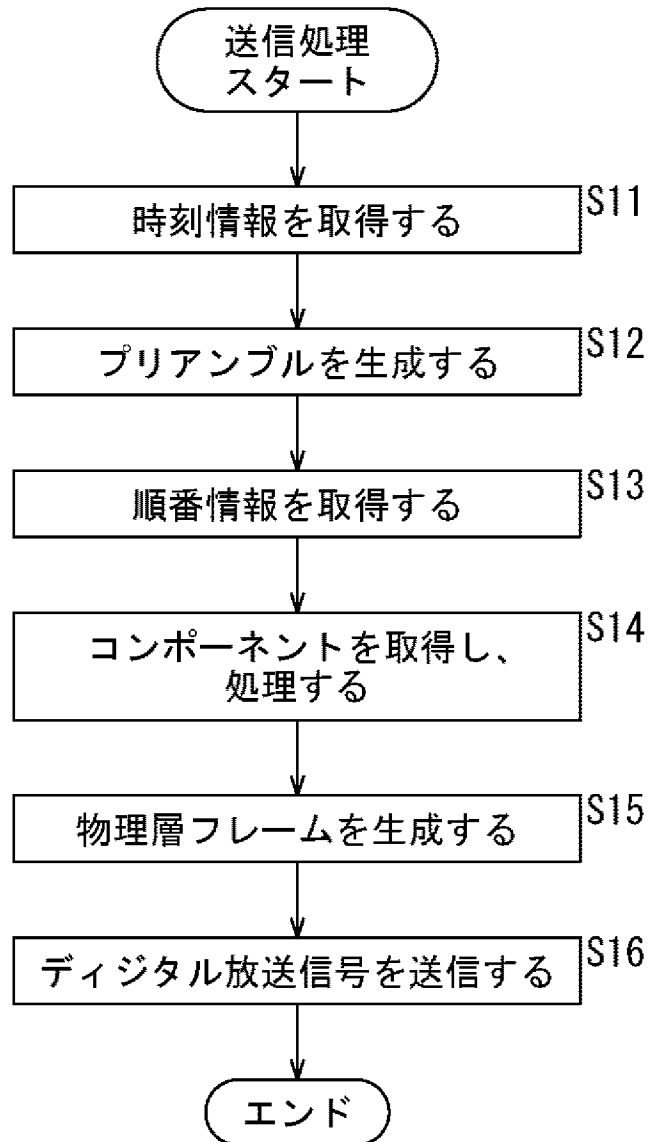 送信処理
スタート
時刻情報を取得する
S11
プリアンブルを生成する
S12
順番情報を取得する
S13
コンポーネントを取得し、
処理する
S14
物理層フレームを生成する
S15
ディジタル放送信号を送信する
S16
エンド